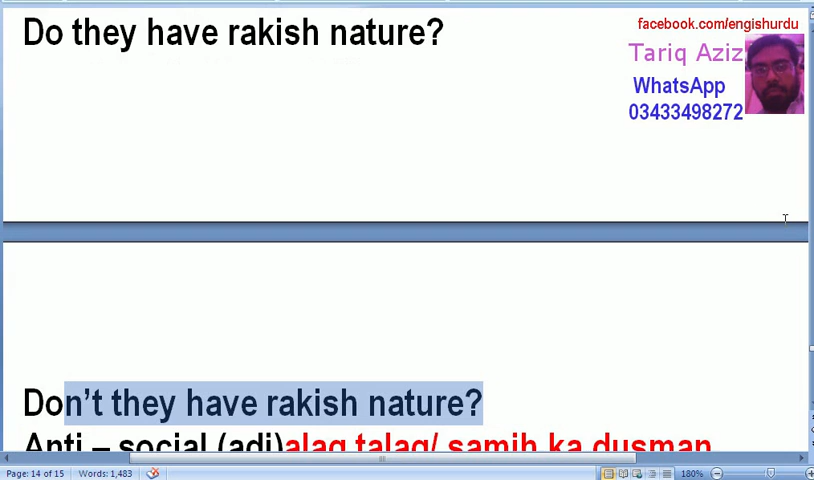 Do they have rakish nature?
facebook.com/engishurdu
Tariq Aziz
WhatsApp
03433498272
Don't they have rakish nature?
Anti – social (adj)alag talag/ samjh ka dusman
Page: 14 of 15 Words: 1,483 180%